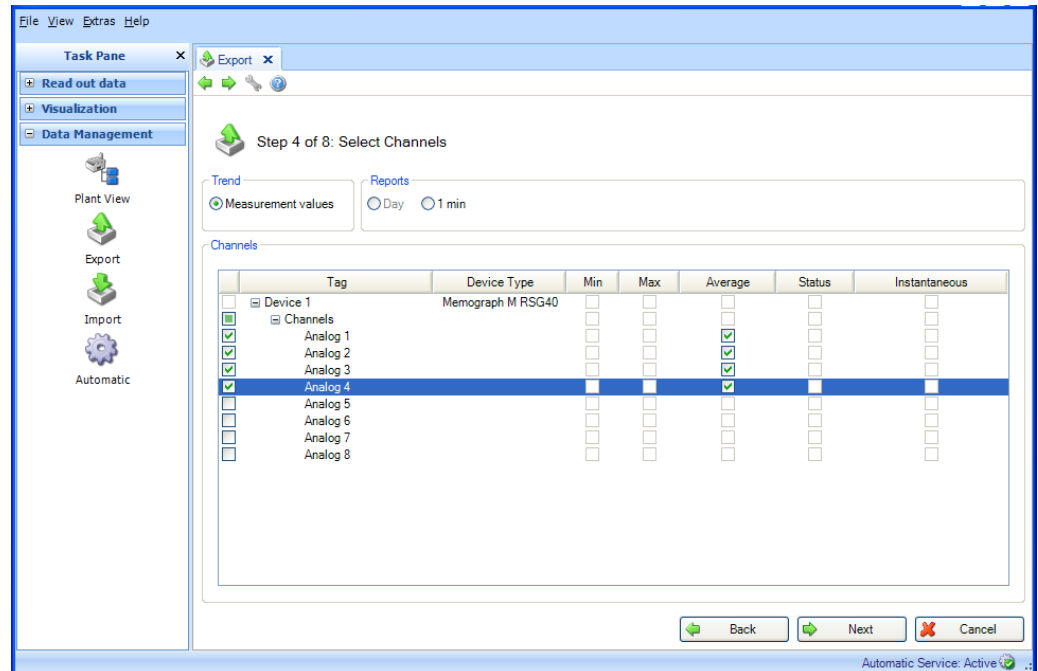 File View Extras Help
Task Pane
Export
Read out data
Visualization
Data Management
Plant View
Export
Import
Automatic
Step 4 of 8: Select Channels
Trend
Measurement values
Reports
Day 1 min
Channels
Tag Device Type Min Max Average Status Instantaneous
Device 1 Memograph M RSG40
Channels
Analog 1
Analog 2
Analog 3
Analog 4
Analog 5
Analog 6
Analog 7
Analog 8
Back Next Cancel
Automatic Service: Active